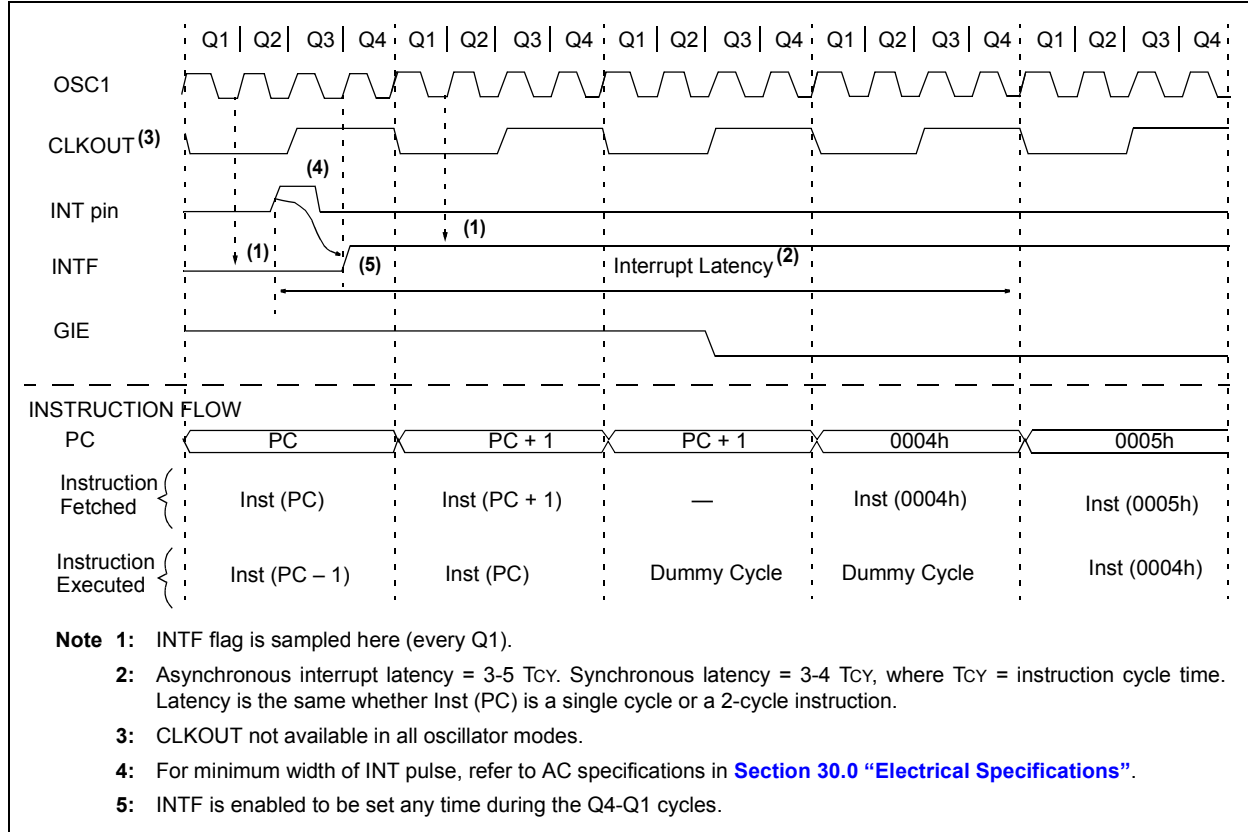 Q1 | Q2 | Q3 | Q4 Q1 | Q2 | Q3 | Q4 Q1 | Q2 | Q3 | Q4 Q1 | Q2 | Q3 | Q4 Q1 | Q2 | Q3 | Q4
OSC1
CLKOUT (3)
(4)
INT pin
(1)
(1)
INTF
(5)
Interrupt Latency (2)
GIE
INSTRUCTION FLOW
PC PC PC + 1 PC + 1 0004h 0005h
Instruction
Fetched
Inst (PC) Inst (PC + 1) — Inst (0004h) Inst (0005h)
Instruction
Executed
Inst (PC – 1) Inst (PC) Dummy Cycle Dummy Cycle Inst (0004h)
Note 1: INTF flag is sampled here (every Q1).
2: Asynchronous interrupt latency = 3-5 TCY. Synchronous latency = 3-4 TCY, where TCY = instruction cycle time.
Latency is the same whether Inst (PC) is a single cycle or a 2-cycle instruction.
3: CLKOUT not available in all oscillator modes.
4: For minimum width of INT pulse, refer to AC specifications in Section 30.0 “Electrical Specifications”.
5: INTF is enabled to be set any time during the Q4-Q1 cycles.